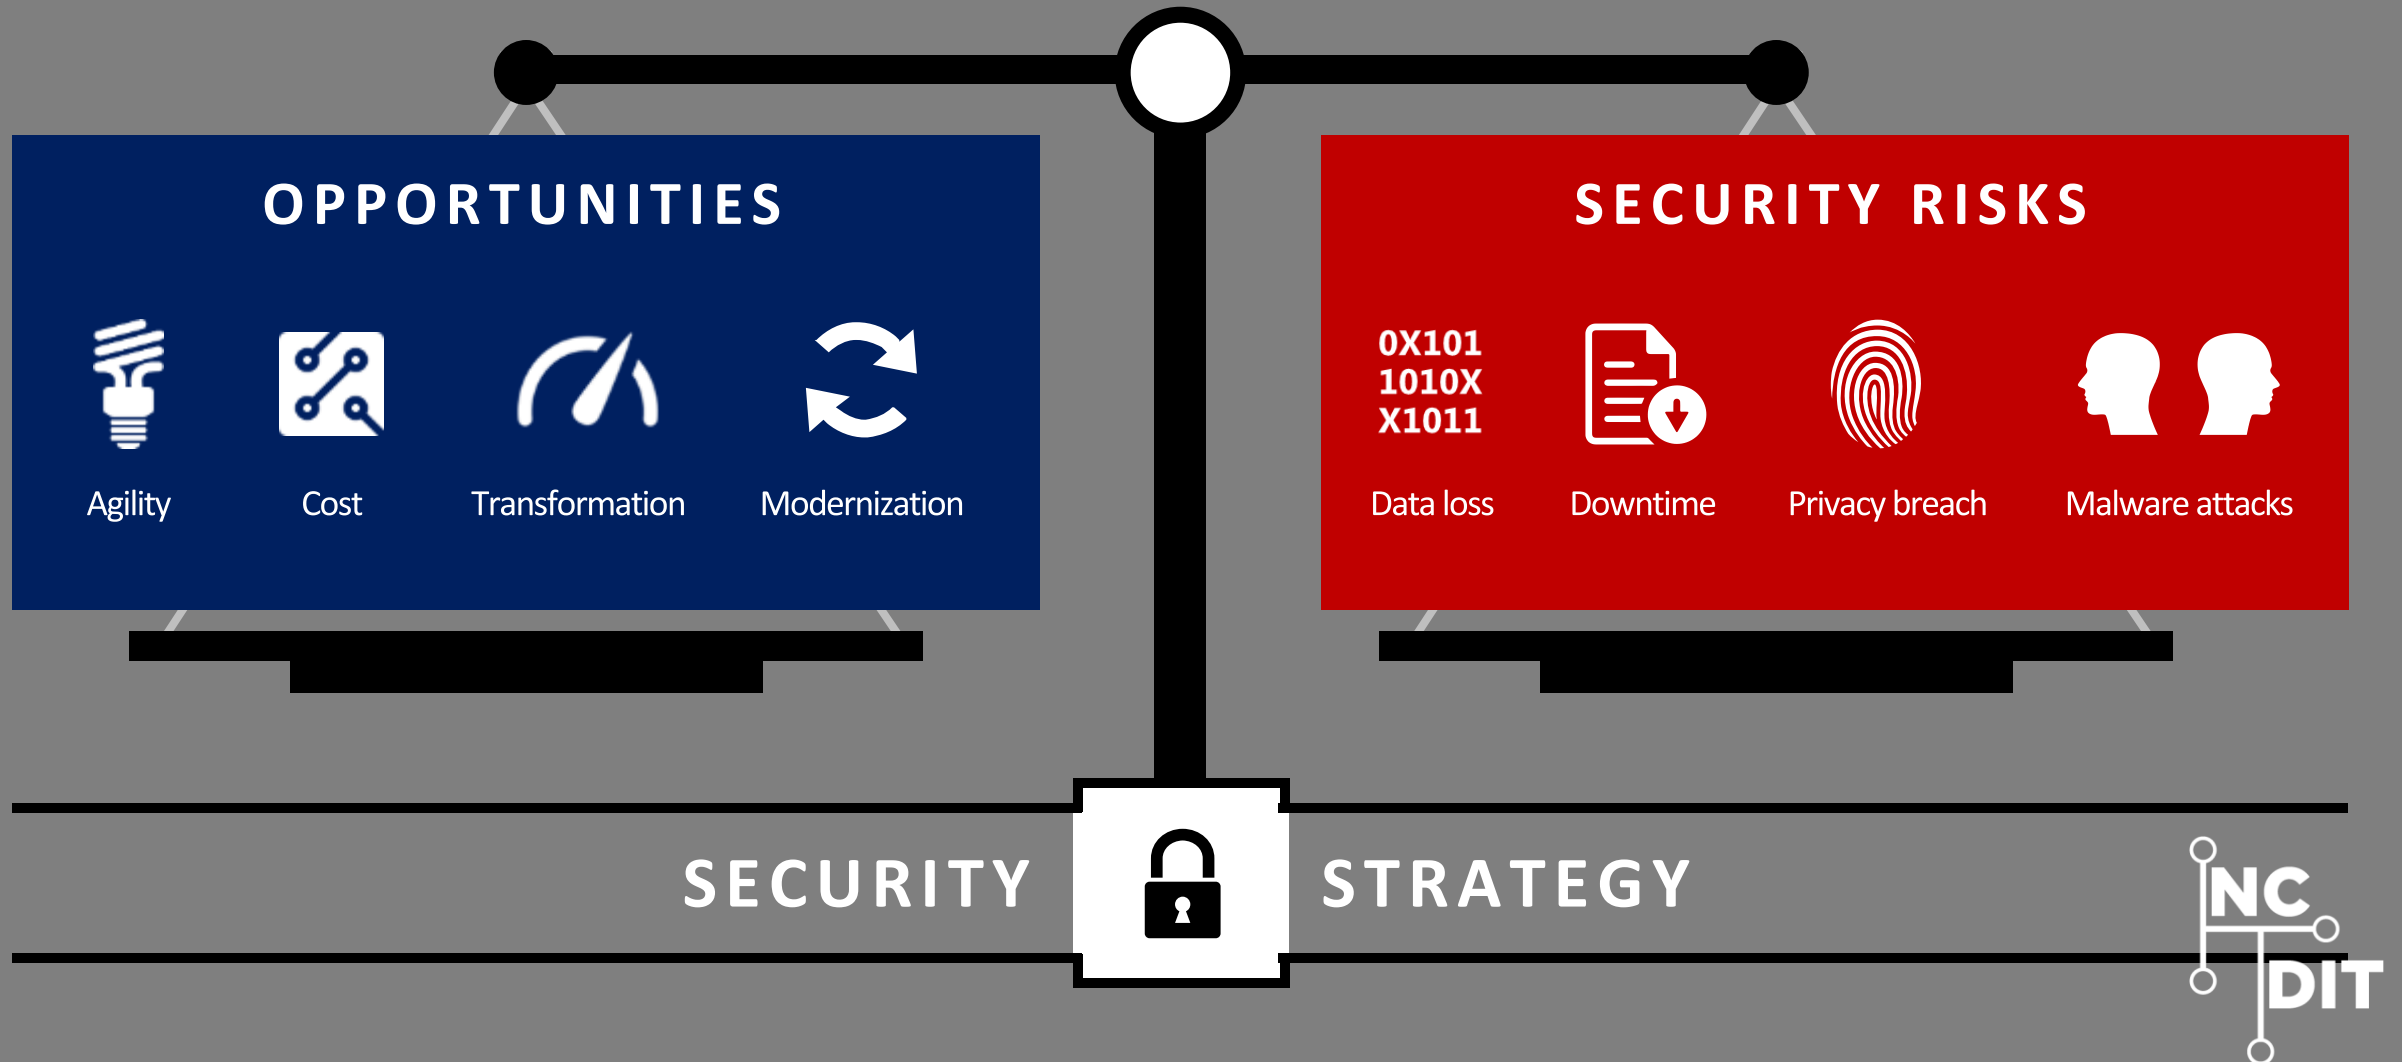 OPPORTUNITIES
Agility
Cost
Transformation
Modernization
SECURITY RISKS
0X101
1010X
X1011
Data loss
Downtime
Privacy breach
Malware attacks
SECURITY STRATEGY
NC
DIT